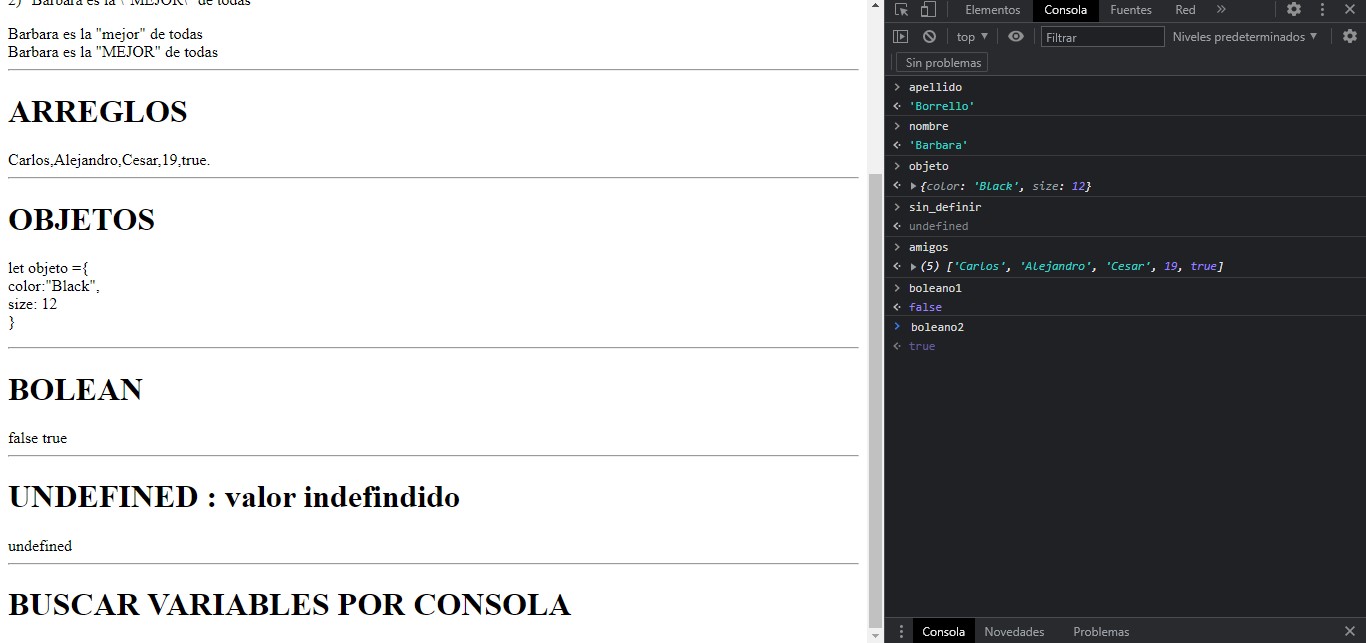 2) "Barbara es la \"MEJOR\" de todas
Barbara es la "mejor" de todas
Barbara es la "MEJOR" de todas
ARREGLOS
Carlos,Alejandro,Cesar,19,true.
OBJETOS
let objeto ={
color:"Black",
size: 12
}
BOLEAN
false true
UNDEFINED : valor indefindido
undefined
BUSCAR VARIABLES POR CONSOLA
Elementos Consola Fuentes Red
top Filtrar Niveles predeterminados
Sin problemas
apellido
'Borrello'
nombre
'Barbara'
objeto
{color: 'Black', size: 12}
sin_definir
undefined
amigos
(5) ['Carlos', 'Alejandro', 'Cesar', 19, true]
boleano1
false
boleano2
true
Consola Novedades Problemas